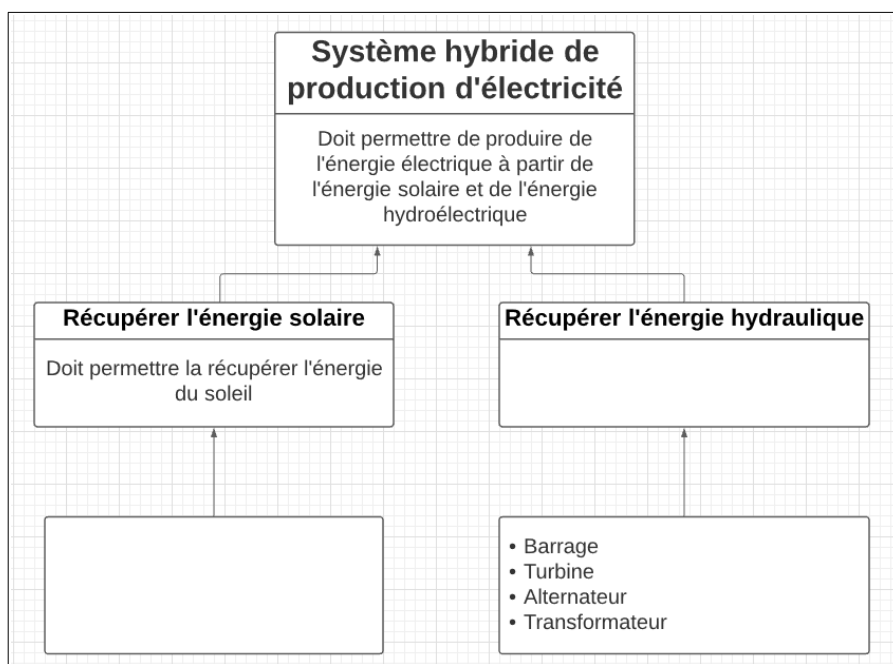 Système hybride de
production d'électricité
Doit permettre de produire de
l'énergie électrique à partir de
l'énergie solaire et de l'énergie
hydroélectrique
Récupérer l'énergie solaire
Doit permettre la récupérer l'énergie
du soleil
Récupérer l'énergie hydraulique
• Barrage
• Turbine
• Alternateur
• Transformateur